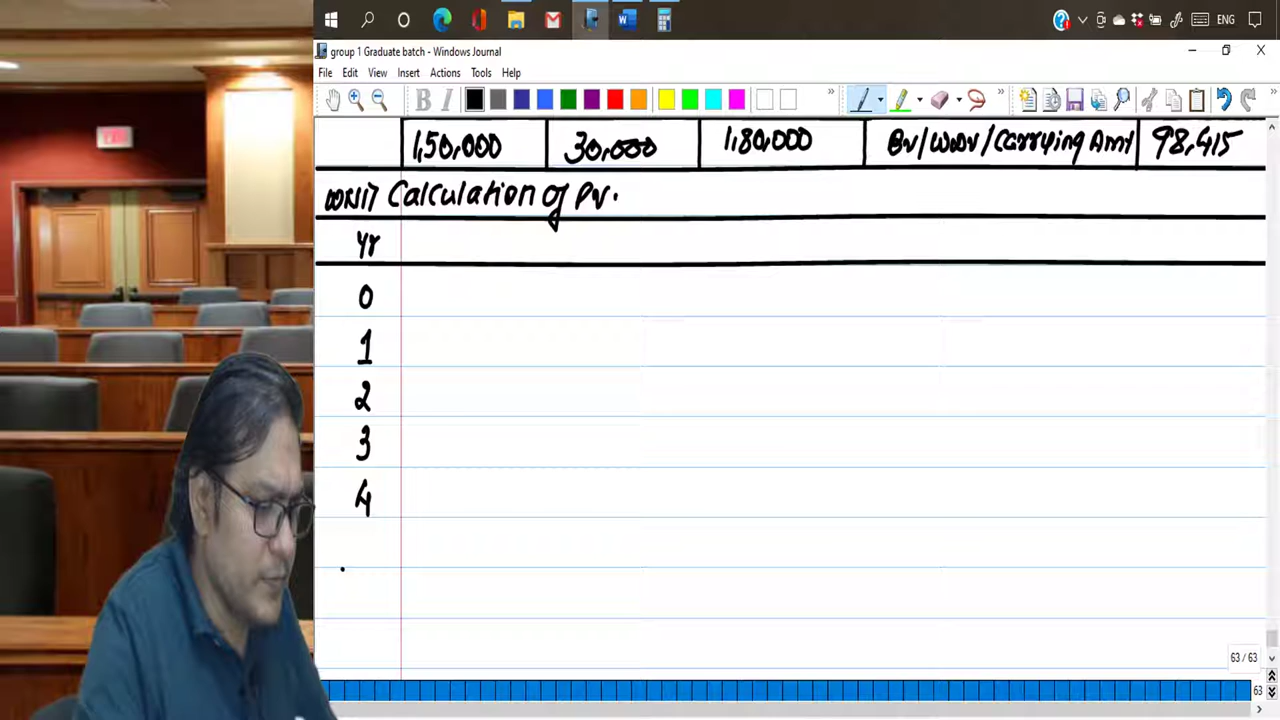 ENG
group 1 Graduate batch - Windows Journal
File Edit View Insert Actions Tools Help
1,50,000 30,000 1,80,000 BV/WDV/Carrying Amt 98,415
Calculation of PV.
Yr
0
1
2
3
4
63 / 63
63